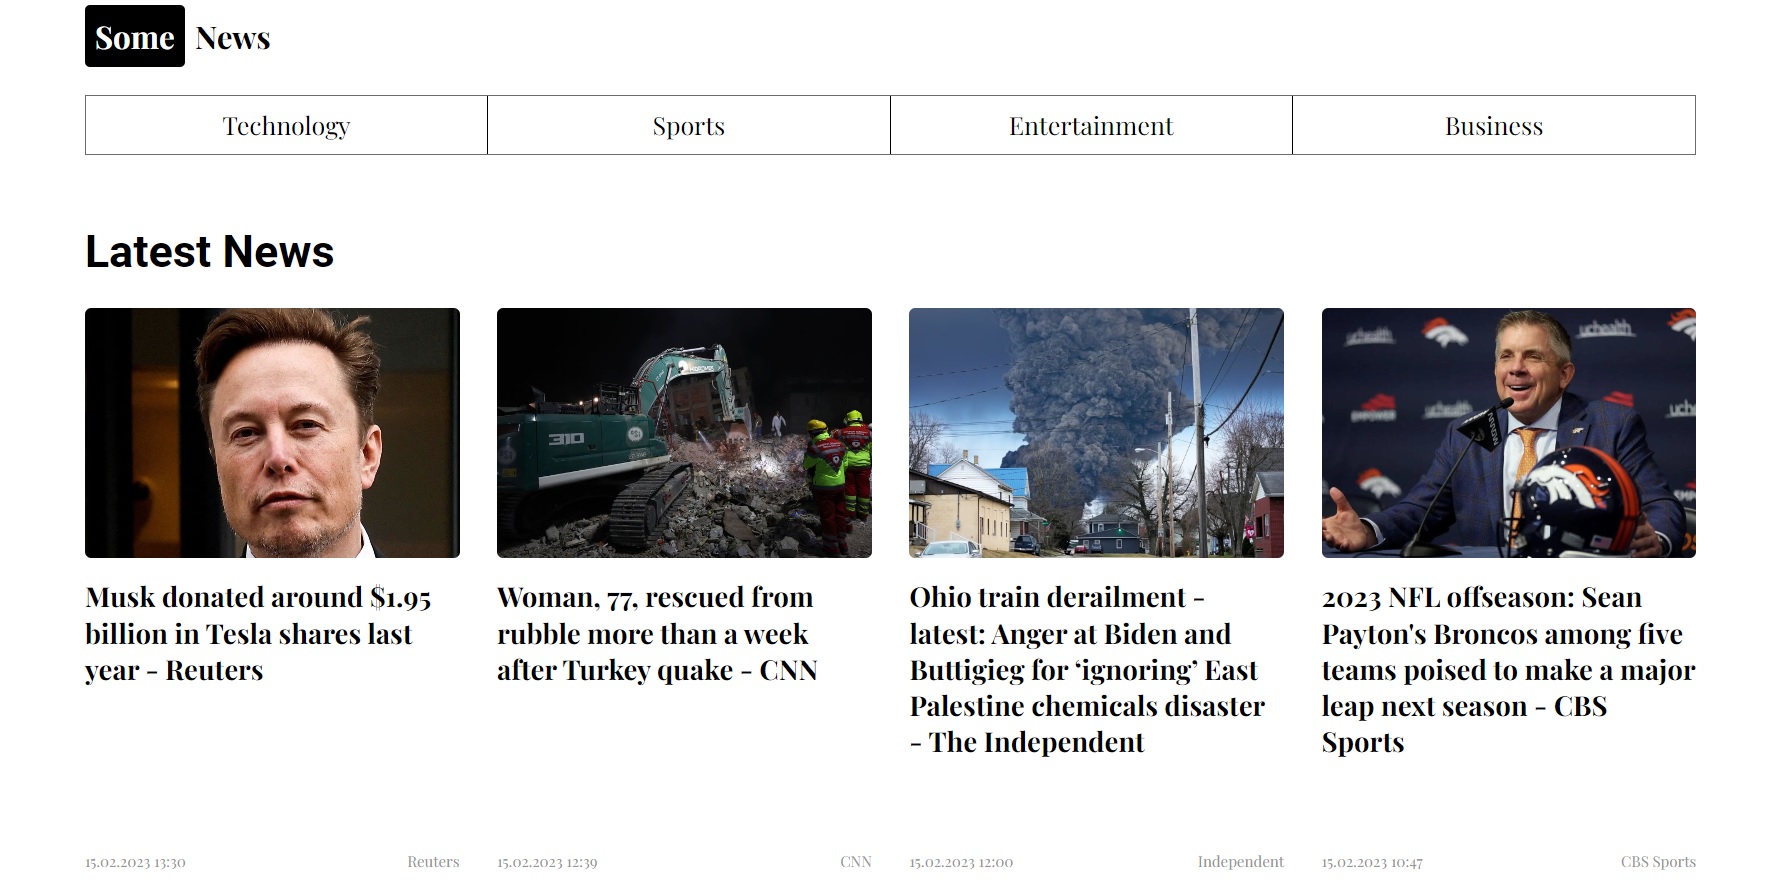 Some News
Technology Sports Entertainment Business
Latest News
310
uchealth
uchealth
uchealth
Musk donated around $1.95
billion in Tesla shares last
year - Reuters
Woman, 77, rescued from
rubble more than a week
after Turkey quake - CNN
Ohio train derailment -
latest: Anger at Biden and
Buttigieg for ‘ignoring’ East
Palestine chemicals disaster
- The Independent
2023 NFL offseason: Sean
Payton's Broncos among five
teams poised to make a major
leap next season - CBS
Sports
15.02.2023 13:30 Reuters
15.02.2023 12:39 CNN
15.02.2023 12:00 Independent
15.02.2023 10:47 CBS Sports